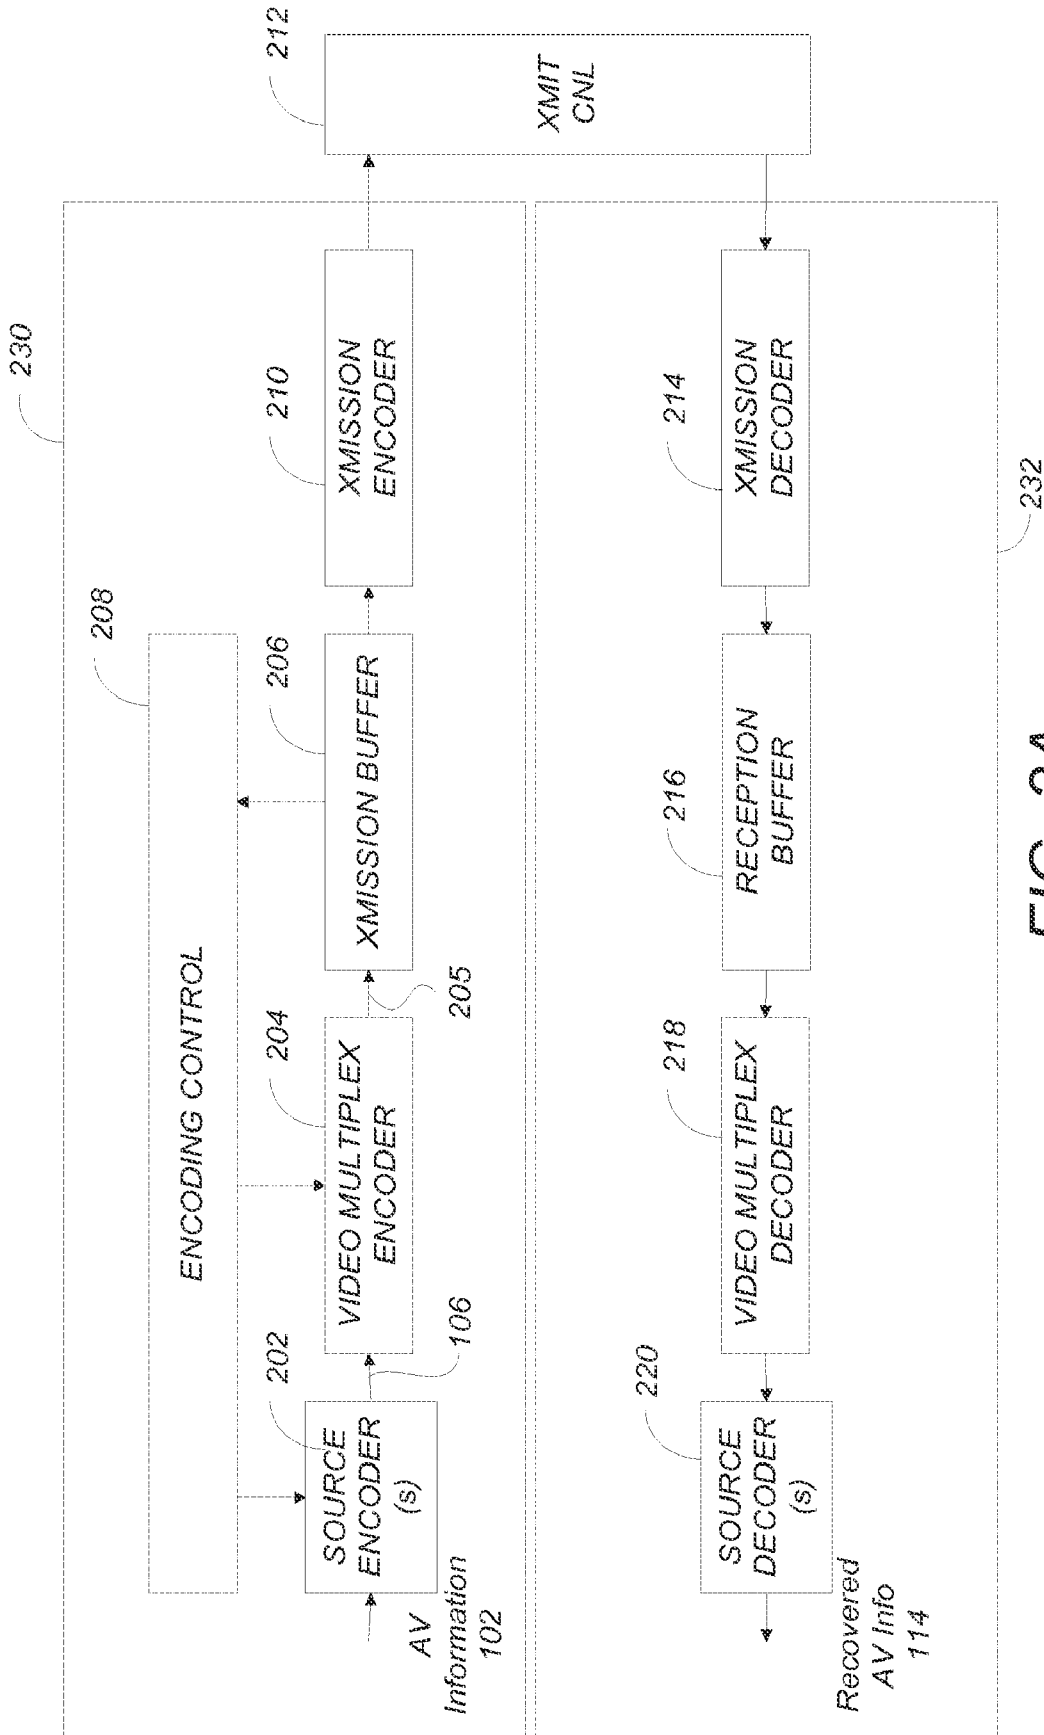 230
208
ENCODING CONTROL
202
204
206
210
212
SOURCE
ENCODER
(s)
VIDEO MULTIPLEX
ENCODER
XMISSION BUFFER
XMISSION
ENCODER
XMIT
CNL
AV
Information
102
106
205
220
218
216
214
SOURCE
DECODER
(s)
VIDEO MULTIPLEX
DECODER
RECEPTION
BUFFER
XMISSION
DECODER
Recovered
AV Info
114
232